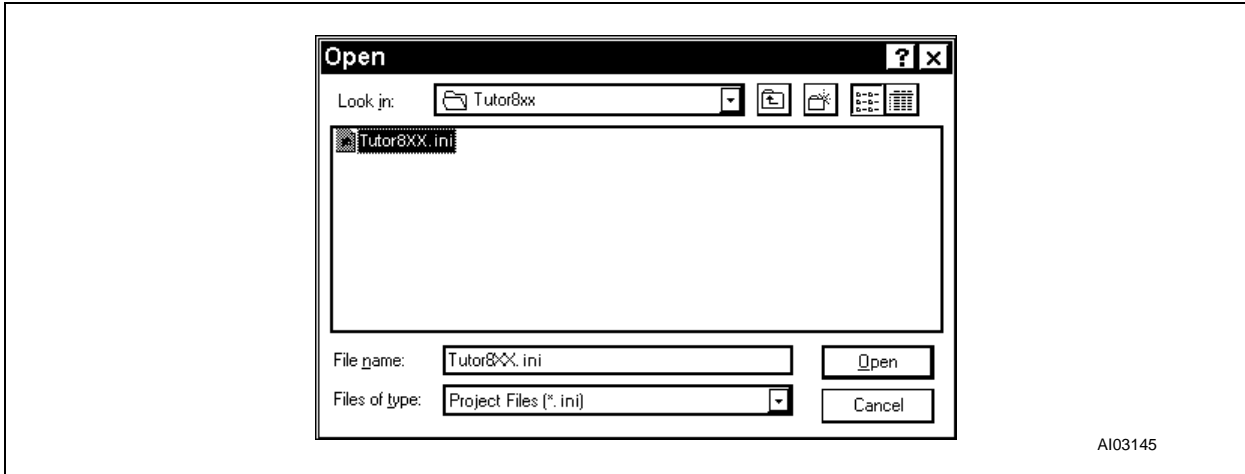 Open
Look in: Tutor8xx
Tutor8XX.ini
File name: Tutor8XX. ini
Open
Files of type: Project Files (*. ini)
Cancel
AI03145